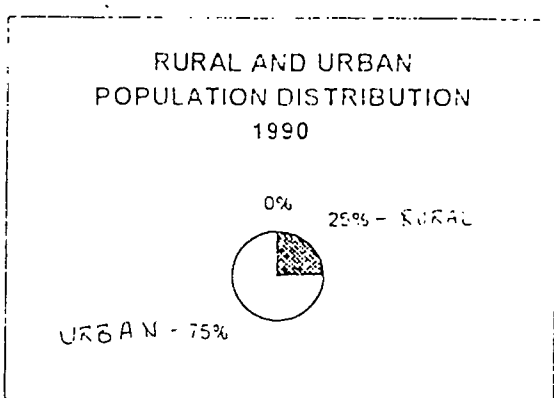 RURAL AND URBAN
POPULATION DISTRIBUTION
1990
0%
25% - RURAL
URBAN - 75%